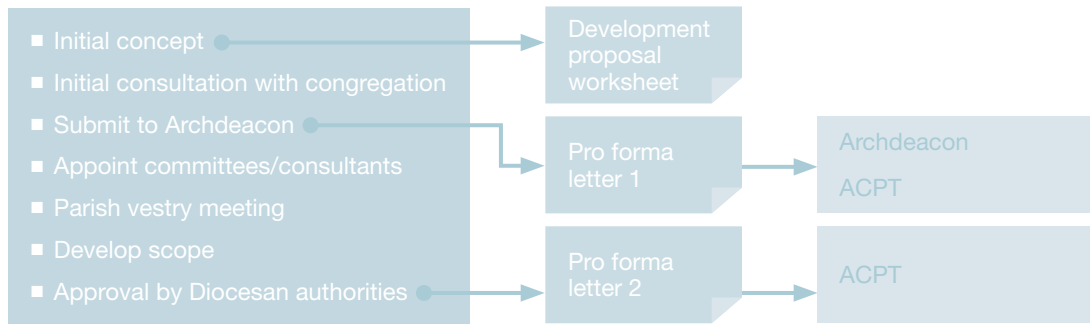 Initial concept
Initial consultation with congregation
Submit to Archdeacon
Appoint committees/consultants
Parish vestry meeting
Develop scope
Approval by Diocesan authorities
Development
proposal
worksheet
Pro forma
letter 1
Archdeacon
ACPT
Pro forma
letter 2
ACPT